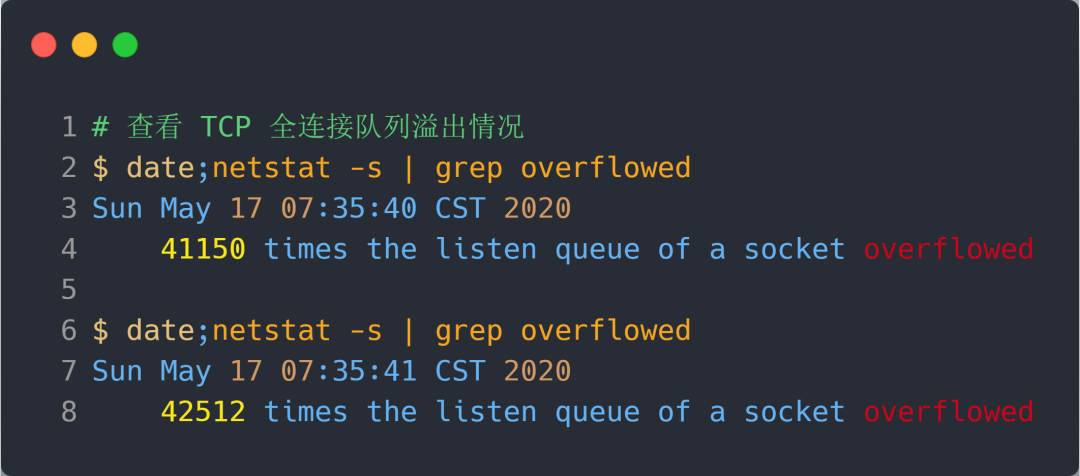 1 # 查看 TCP 全连接队列溢出情况
2 $ date;netstat -s | grep overflowed
3 Sun May 17 07:35:40 CST 2020
4     41150 times the listen queue of a socket overflowed
5
6 $ date;netstat -s | grep overflowed
7 Sun May 17 07:35:41 CST 2020
8     42512 times the listen queue of a socket overflowed